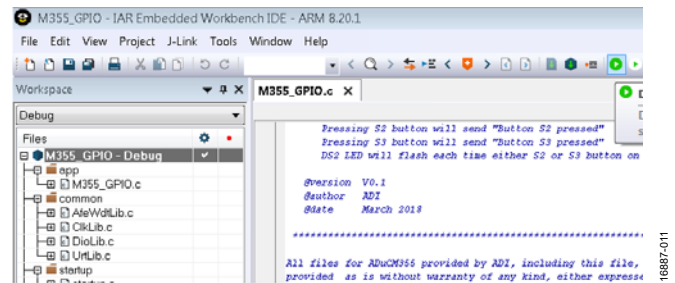 M355_GPIO - IAR Embedded Workbench IDE - ARM 8.20.1
File Edit View Project J-Link Tools Window Help
Workspace
M355_GPIO.c
Debug
Files
M355_GPIO - Debug
app
M355_GPIO.c
common
AfeWdtLib.c
ClkLib.c
DioLib.c
UrtLib.c
startup
Pressing S2 button will send "Button S2 pressed"
Pressing S3 button will send "Button S3 pressed"
DS2 LED will flash each time either S2 or S3 button on
@version V0.1
@author ADI
@date March 2018
All files for ADuCM355 provided by ADI, including this file,
provided as is without warranty of any kind, either expresse
16887-011